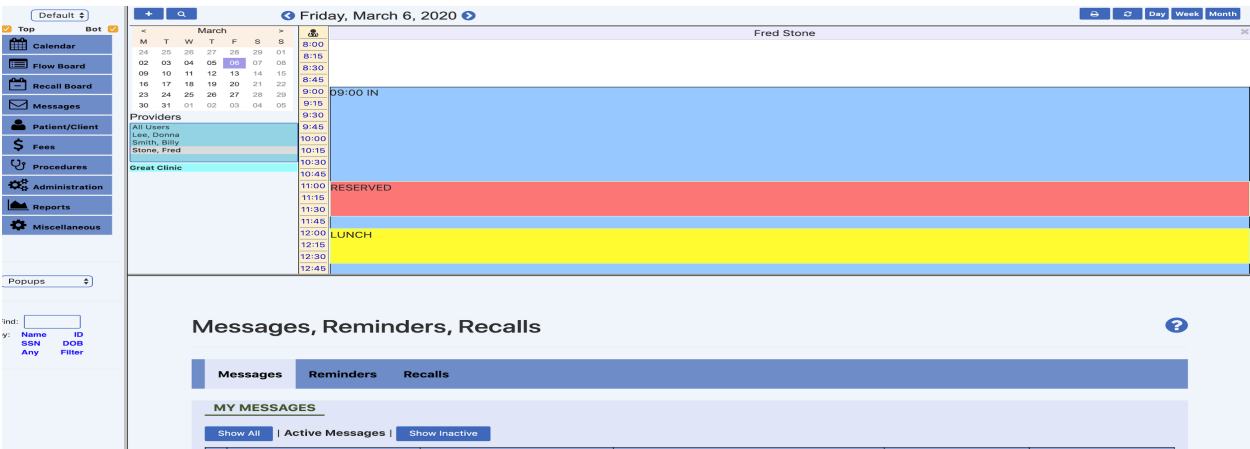 Default
Top Bot
Calendar
Flow Board
Recall Board
Messages
Patient/Client
Fees
Procedures
Administration
Reports
Miscellaneous
Popups
Find:
y: Name ID
SSN DOB
Any Filter
+
Friday, March 6, 2020
Day Week Month
< March >
M T W T F S S
24 25 26 27 28 29 01
02 03 04 05 06 07 08
09 10 11 12 13 14 15
16 17 18 19 20 21 22
23 24 25 26 27 28 29
30 31 01 02 03 04 05
Providers
All Users
Lee, Donna
Smith, Billy
Stone, Fred
Great Clinic
Fred Stone
8:00
8:15
8:30
8:45
9:00 09:00 IN
9:15
9:30
9:45
10:00
10:15
10:30
10:45
11:00 RESERVED
11:15
11:30
11:45
12:00 LUNCH
12:15
12:30
12:45
Messages, Reminders, Recalls
?
Messages Reminders Recalls
MY MESSAGES
Show All | Active Messages | Show Inactive